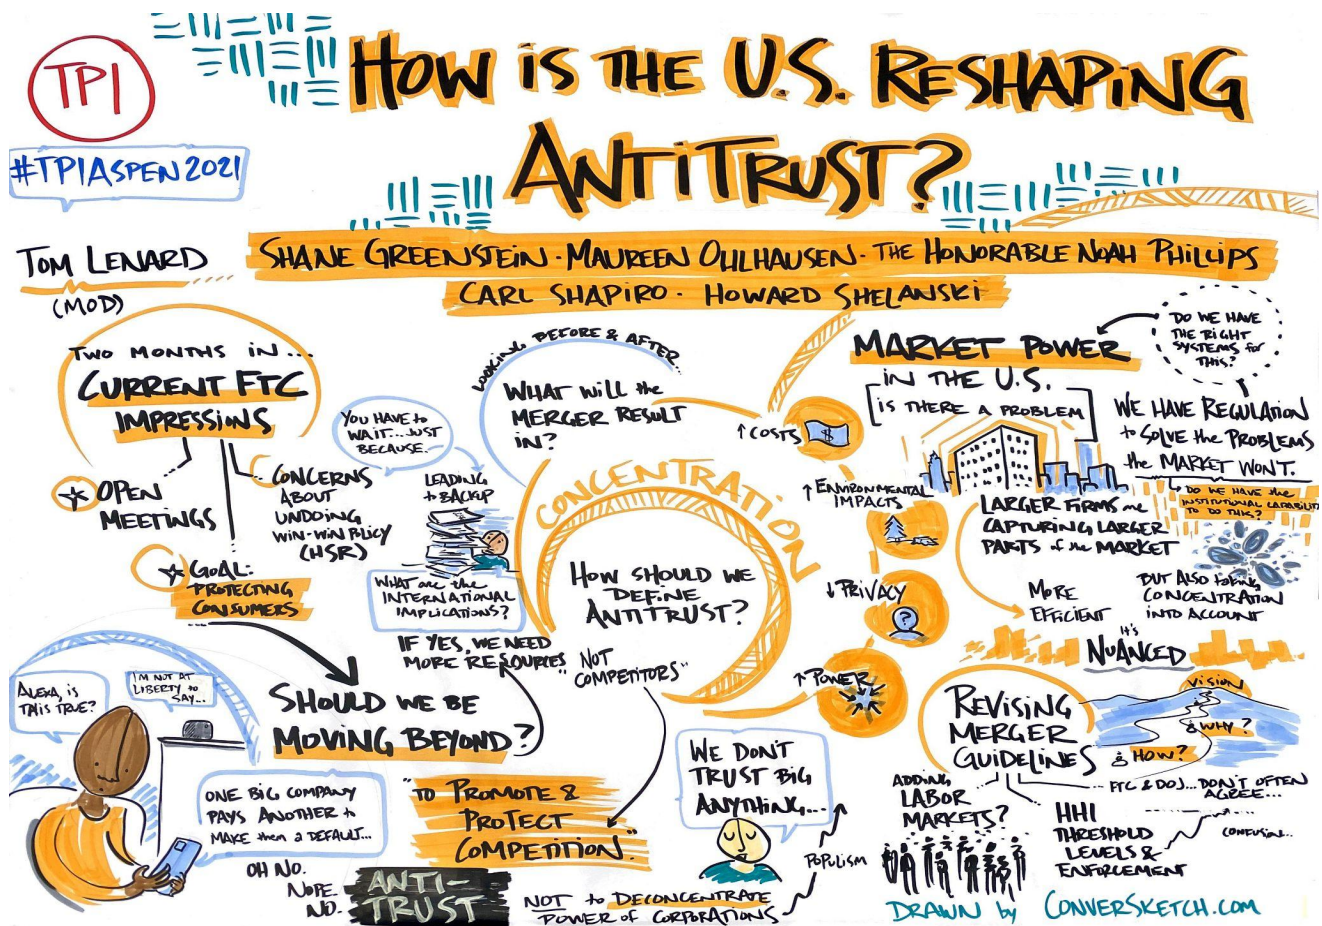 TPI
#TPIASPEN2021
HOW IS THE U.S. RESHAPING
ANTITRUST?
TOM LENARD
(MOD)
SHANE GREENSTEIN · MAUREEN OHLHAUSEN · THE HONORABLE NOAH PHILLIPS
CARL SHAPIRO · HOWARD SHELANSKI
TWO MONTHS IN...
CURRENT FTC
IMPRESSIONS
OPEN
MEETINGS
CONCERNS
ABOUT
UNDOING
WIN-WIN POLICY
(HSR)
GOAL:
PROTECTING
CONSUMERS
YOU HAVE to
WAIT... JUST
BECAUSE.
LEADING
to BACKUP
WHAT are the
INTERNATIONAL
IMPLICATIONS?
IF YES, WE NEED
MORE RESOURCES
SHOULD WE BE
MOVING BEYOND?
ALEXA, IS
THIS TRUE?
I'M NOT AT
LIBERTY to
SAY...
ONE BIG COMPANY
PAYS ANOTHER to
MAKE them a DEFAULT...
OH NO.
NOPE.
NO.
ANTI-
TRUST
LOOKING BEFORE & AFTER...
WHAT WILL the
MERGER RESULT
IN?
CONCENTRATION
HOW SHOULD WE
DEFINE
ANTITRUST?
"NOT
COMPETITORS"
"TO PROMOTE &
PROTECT
COMPETITION."
NOT to DECONCENTRATE
POWER of CORPORATIONS
POPULISM
WE DON'T
TRUST BIG
ANYTHING...
↑ COSTS
$
↑ ENVIRONMENTAL
IMPACTS
↓ PRIVACY
?
↑ POWER
MARKET POWER
IN THE U.S.
IS THERE A PROBLEM
DO WE HAVE
THE RIGHT
SYSTEMS for
THIS?
WE HAVE REGULATION
to SOLVE the PROBLEMS
the MARKET WON'T.
DO WE HAVE the
INSTITUTIONAL CAPABILIT
TO DO THIS?
LARGER FIRMS are
CAPTURING LARGER
PARTS of the MARKET
MORE
EFFICIENT
BUT ALSO taking
CONCENTRATION
INTO ACCOUNT
It's
NUANCED
REVISING
MERGER
GUIDELINES
VISION
& WHY?
& HOW?
ADDING
LABOR
MARKETS?
FTC & DOJ... DON'T OFTEN
AGREE...
HHI
THRESHOLD
LEVELS &
ENFORCEMENT
CONFUSION...
DRAWN by CONVERSKETCH.COM